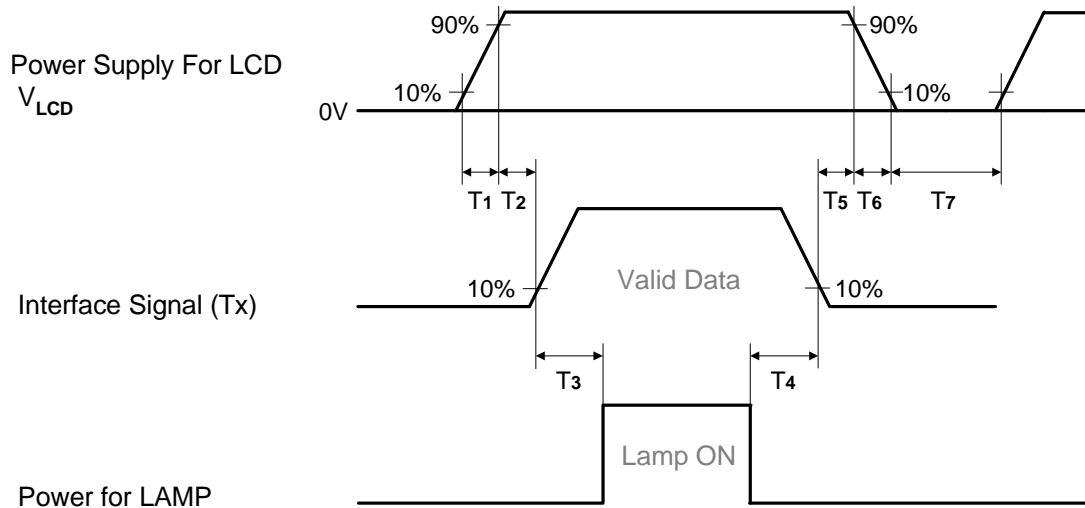 90% 90%
Power Supply For LCD
VLCD
10% 10%
0V
T1 T2 T5 T6 T7
Valid Data
10% 10%
Interface Signal (Tx)
T3 T4
Lamp ON
Power for LAMP